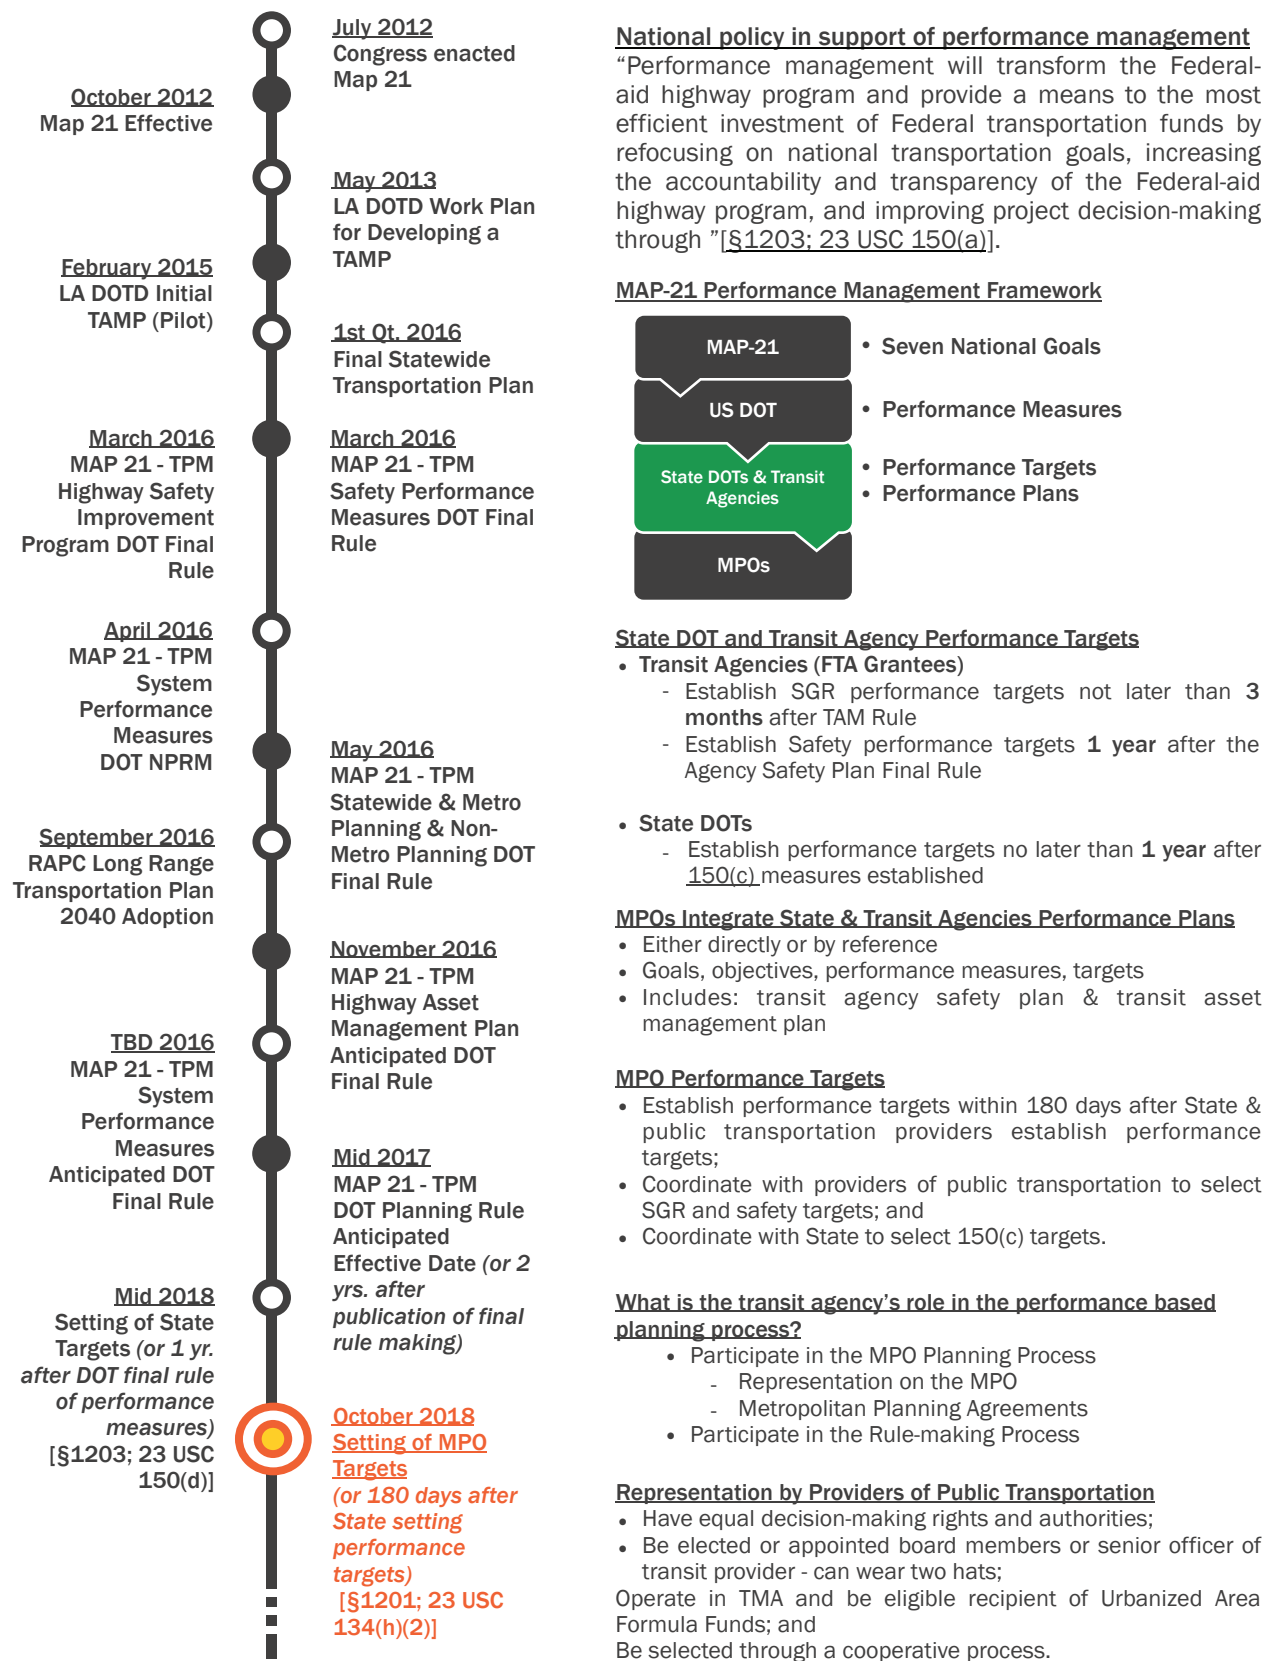 July 2012
Congress enacted
Map 21
October 2012
Map 21 Effective
May 2013
LA DOTD Work Plan
for Developing a
TAMP
February 2015
LA DOTD Initial
TAMP (Pilot)
1st Qt. 2016
Final Statewide
Transportation Plan
March 2016
MAP 21 - TPM
Highway Safety
Improvement
Program DOT Final
Rule
March 2016
MAP 21 - TPM
Safety Performance
Measures DOT Final
Rule
April 2016
MAP 21 - TPM
System
Performance
Measures
DOT NPRM
May 2016
MAP 21 - TPM
Statewide & Metro
Planning & Non-
Metro Planning DOT
Final Rule
September 2016
RAPC Long Range
Transportation Plan
2040 Adoption
November 2016
MAP 21 - TPM
Highway Asset
Management Plan
Anticipated DOT
Final Rule
TBD 2016
MAP 21 - TPM
System
Performance
Measures
Anticipated DOT
Final Rule
Mid 2017
MAP 21 - TPM
DOT Planning Rule
Anticipated
Effective Date (or 2
yrs. after
publication of final
rule making)
Mid 2018
Setting of State
Targets (or 1 yr.
after DOT final rule
of performance
measures)
[§1203; 23 USC
150(d)]
October 2018
Setting of MPO
Targets
(or 180 days after
State setting
performance
targets)
[§1201; 23 USC
134(h)(2)]
National policy in support of performance management
“Performance management will transform the Federal-
aid highway program and provide a means to the most
efficient investment of Federal transportation funds by
refocusing on national transportation goals, increasing
the accountability and transparency of the Federal-aid
highway program, and improving project decision-making
through ”[§1203; 23 USC 150(a)].
MAP-21 Performance Management Framework
MAP-21
• Seven National Goals
US DOT
• Performance Measures
State DOTs & Transit
Agencies
• Performance Targets
• Performance Plans
MPOs
State DOT and Transit Agency Performance Targets
• Transit Agencies (FTA Grantees)
- Establish SGR performance targets not later than 3
months after TAM Rule
- Establish Safety performance targets 1 year after the
Agency Safety Plan Final Rule
• State DOTs
- Establish performance targets no later than 1 year after
150(c) measures established
MPOs Integrate State & Transit Agencies Performance Plans
• Either directly or by reference
• Goals, objectives, performance measures, targets
• Includes: transit agency safety plan & transit asset
management plan
MPO Performance Targets
• Establish performance targets within 180 days after State &
public transportation providers establish performance
targets;
• Coordinate with providers of public transportation to select
SGR and safety targets; and
• Coordinate with State to select 150(c) targets.
What is the transit agency’s role in the performance based
planning process?
• Participate in the MPO Planning Process
- Representation on the MPO
- Metropolitan Planning Agreements
• Participate in the Rule-making Process
Representation by Providers of Public Transportation
• Have equal decision-making rights and authorities;
• Be elected or appointed board members or senior officer of
transit provider - can wear two hats;
Operate in TMA and be eligible recipient of Urbanized Area
Formula Funds; and
Be selected through a cooperative process.